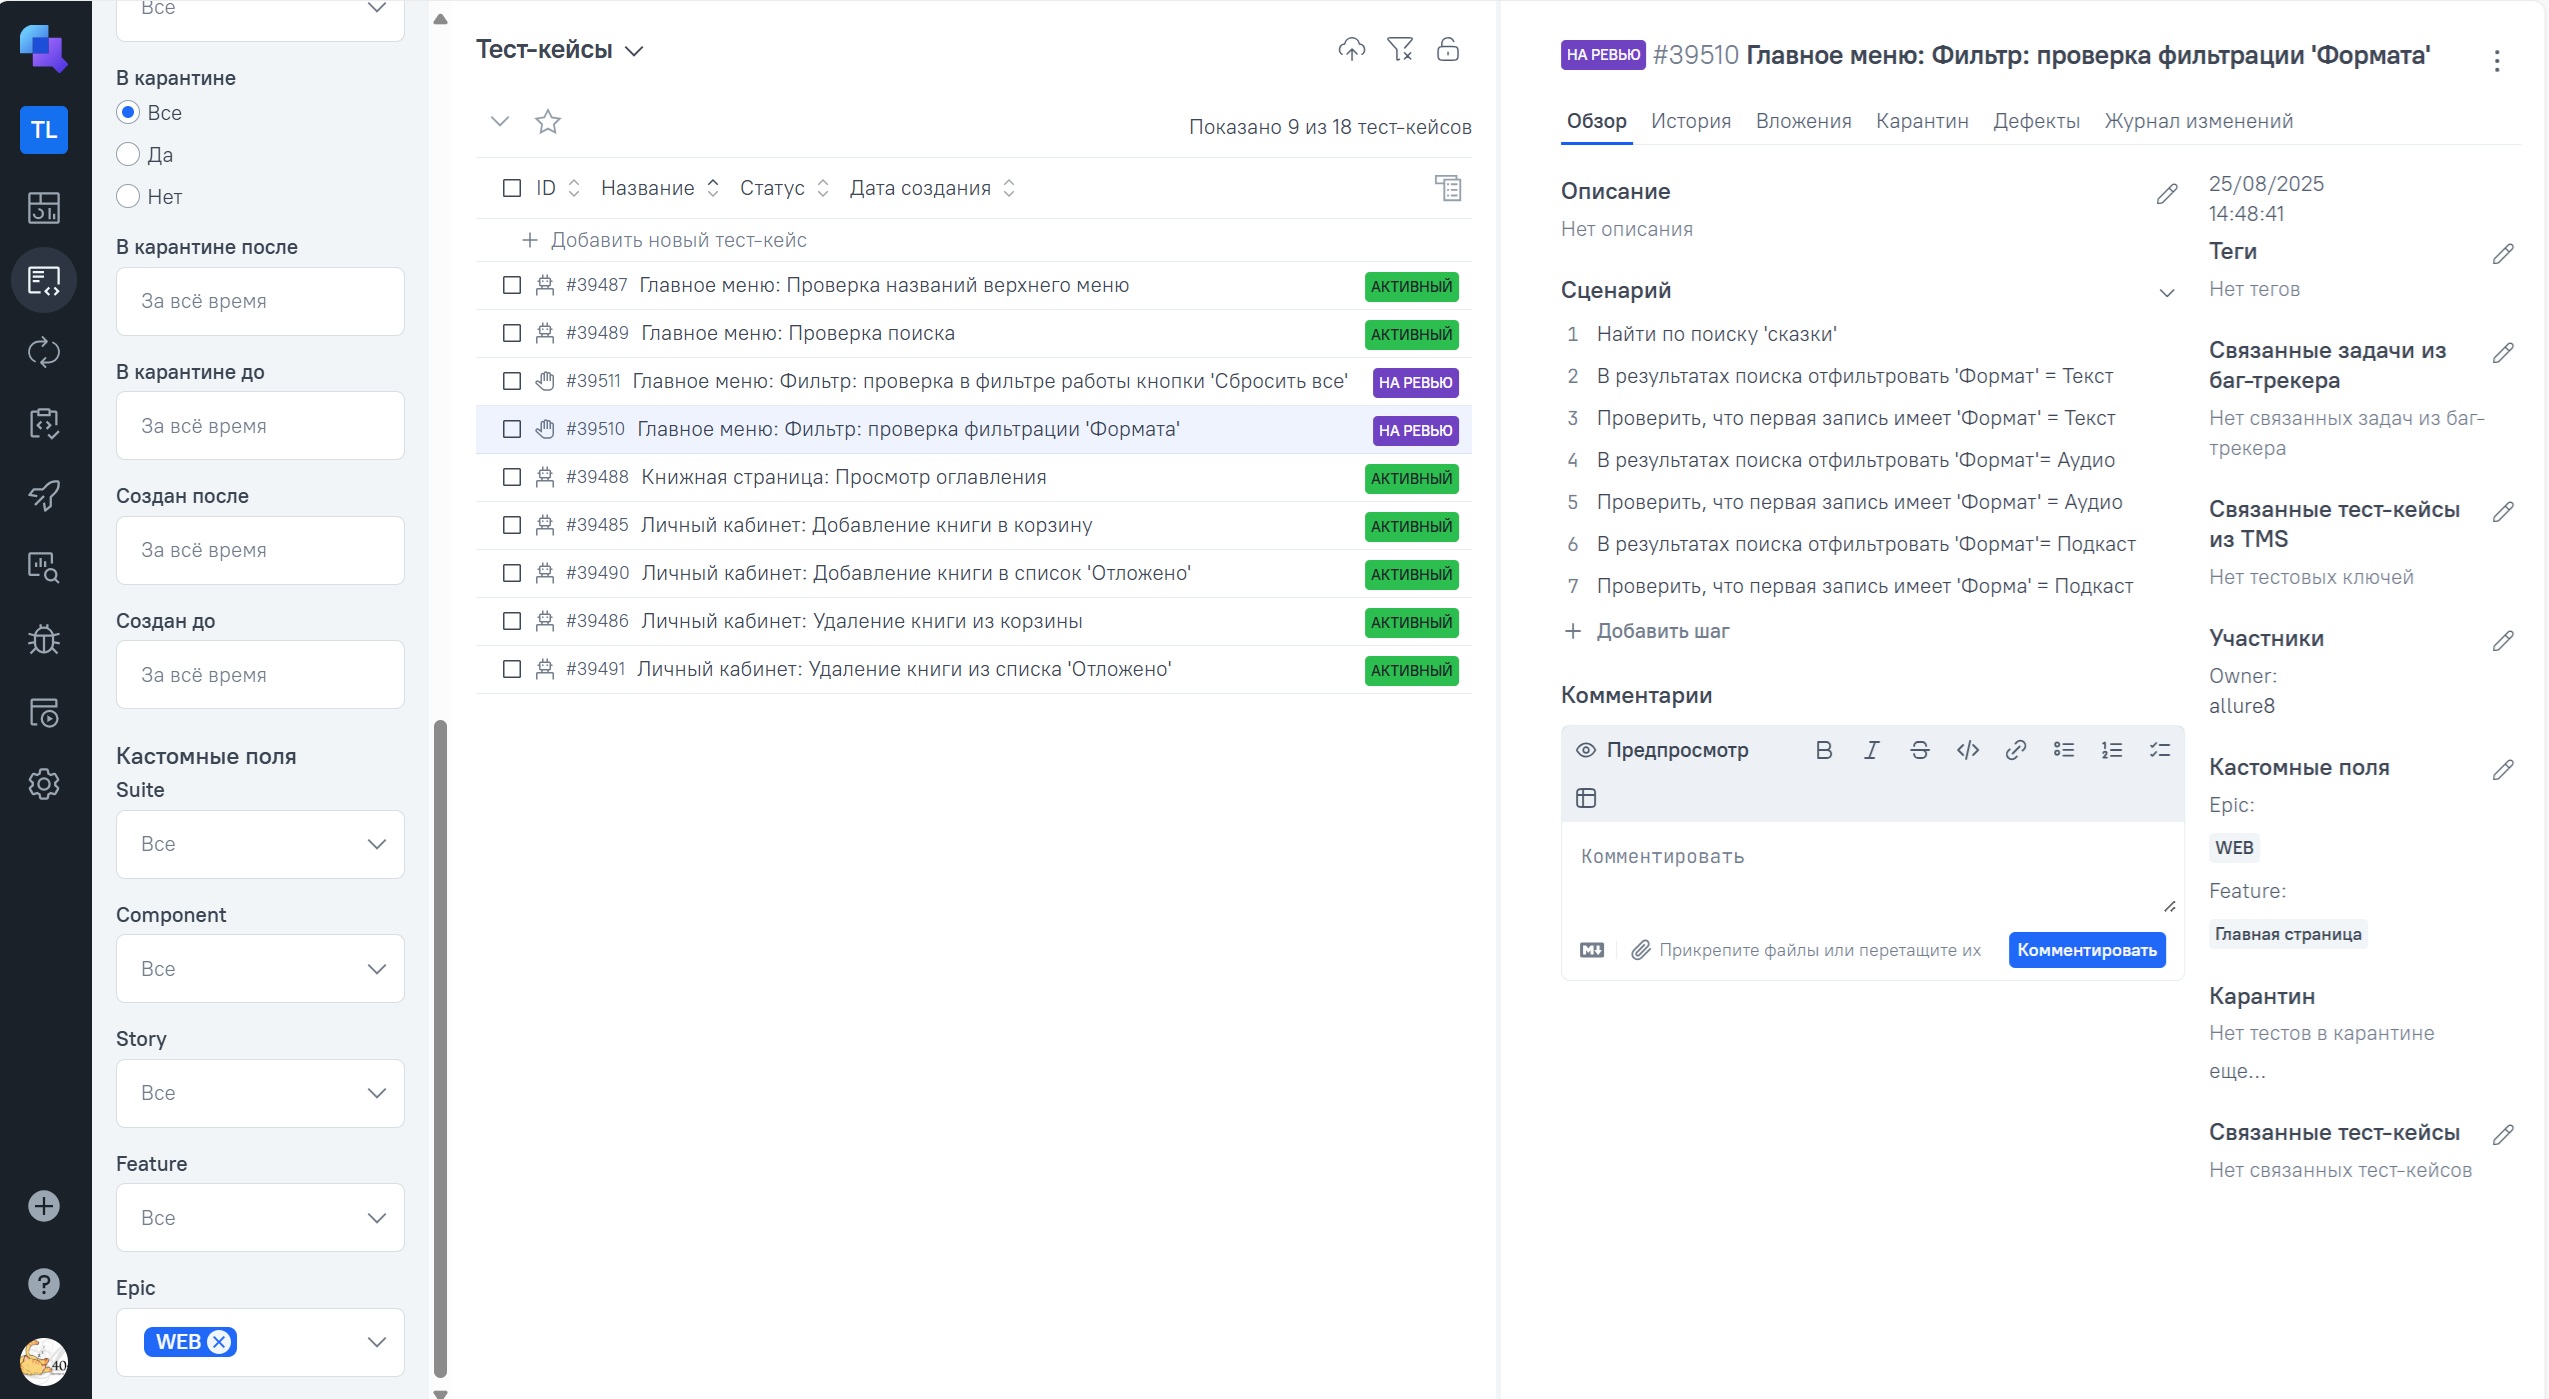 TL
Все
В карантине
Все
Да
Нет
В карантине после
За всё время
В карантине до
За всё время
Создан после
За всё время
Создан до
За всё время
Кастомные поля
Suite
Все
Component
Все
Story
Все
Feature
Все
Epic
WEB
40
Тест-кейсы
Показано 9 из 18 тест-кейсов
ID Название Статус Дата создания
Добавить новый тест-кейс
#39487 Главное меню: Проверка названий верхнего меню АКТИВНЫЙ
#39489 Главное меню: Проверка поиска АКТИВНЫЙ
#39511 Главное меню: Фильтр: проверка в фильтре работы кнопки 'Сбросить все' НА РЕВЬЮ
#39510 Главное меню: Фильтр: проверка фильтрации 'Формата' НА РЕВЬЮ
#39488 Книжная страница: Просмотр оглавления АКТИВНЫЙ
#39485 Личный кабинет: Добавление книги в корзину АКТИВНЫЙ
#39490 Личный кабинет: Добавление книги в список 'Отложено' АКТИВНЫЙ
#39486 Личный кабинет: Удаление книги из корзины АКТИВНЫЙ
#39491 Личный кабинет: Удаление книги из списка 'Отложено' АКТИВНЫЙ
НА РЕВЬЮ #39510 Главное меню: Фильтр: проверка фильтрации 'Формата'
Обзор История Вложения Карантин Дефекты Журнал изменений
Описание
Нет описания
Сценарий
1 Найти по поиску 'сказки'
2 В результатах поиска отфильтровать 'Формат' = Текст
3 Проверить, что первая запись имеет 'Формат' = Текст
4 В результатах поиска отфильтровать 'Формат'= Аудио
5 Проверить, что первая запись имеет 'Формат' = Аудио
6 В результатах поиска отфильтровать 'Формат'= Подкаст
7 Проверить, что первая запись имеет 'Форма' = Подкаст
Добавить шаг
Комментарии
Предпросмотр
Комментировать
Прикрепите файлы или перетащите их
Комментировать
25/08/2025
14:48:41
Теги
Нет тегов
Связанные задачи из
баг-трекера
Нет связанных задач из баг-
трекера
Связанные тест-кейсы
из TMS
Нет тестовых ключей
Участники
Owner:
allure8
Кастомные поля
Epic:
WEB
Feature:
Главная страница
Карантин
Нет тестов в карантине
еще...
Связанные тест-кейсы
Нет связанных тест-кейсов